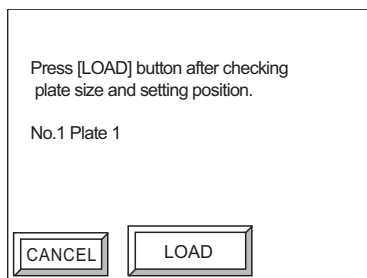 Press [LOAD] button after checking
plate size and setting position.
No.1 Plate 1
CANCEL
LOAD